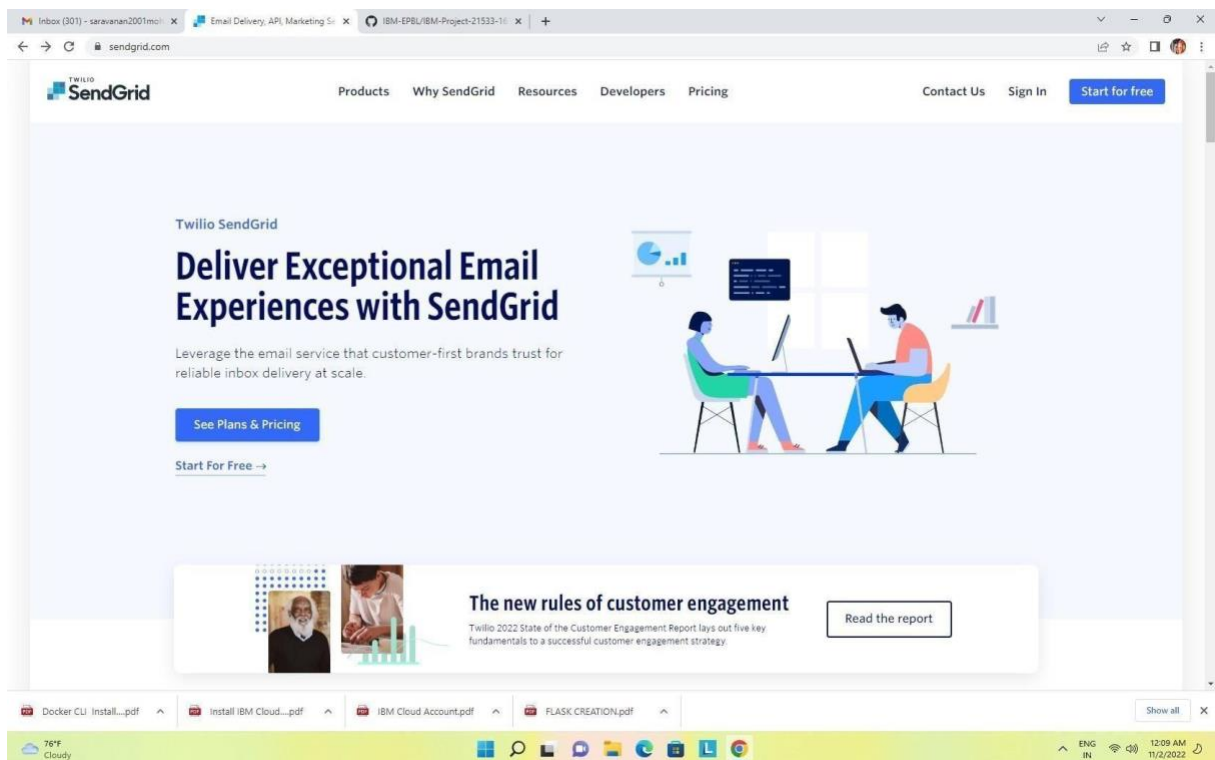 Inbox (301) - saravanan2001moh
Email Delivery, API, Marketing Se
IBM-EPBL/IBM-Project-21533-16
sendgrid.com
TWILIO
SendGrid
Products Why SendGrid Resources Developers Pricing
Contact Us Sign In Start for free
Twilio SendGrid
Deliver Exceptional Email
Experiences with SendGrid
Leverage the email service that customer-first brands trust for
reliable inbox delivery at scale.
See Plans & Pricing
Start For Free →
The new rules of customer engagement
Twilio 2022 State of the Customer Engagement Report lays out five key
fundamentals to a successful customer engagement strategy.
Read the report
Docker CLI Install....pdf
Install IBM Cloud....pdf
IBM Cloud Account.pdf
FLASK CREATION.pdf
Show all
76°F
Cloudy
ENG
IN
12:09 AM
11/2/2022